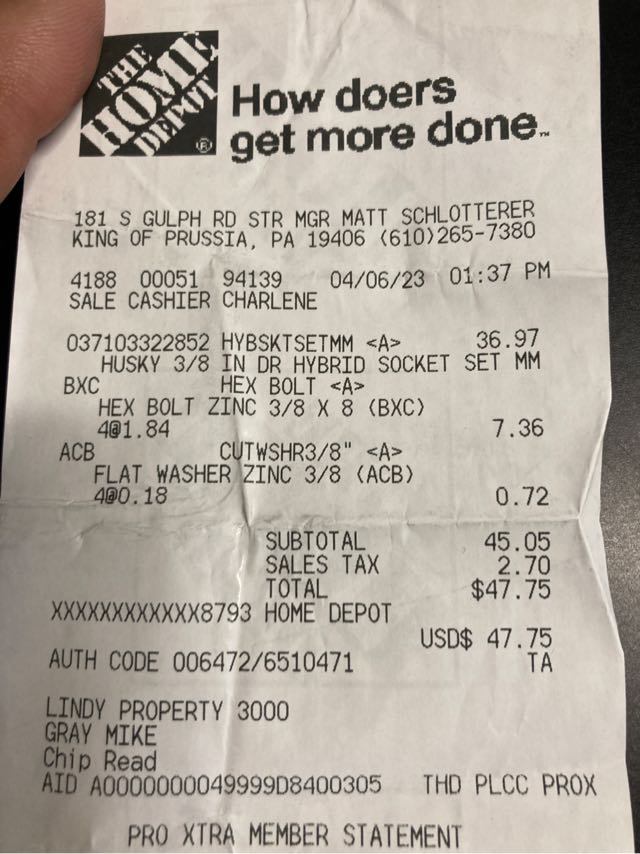 THE
HOME
DEPOT
®
How doers
get more done™
181 S GULPH RD STR MGR MATT SCHLOTTERER
KING OF PRUSSIA, PA 19406 (610)265-7380
4188 00051 94139 04/06/23 01:37 PM
SALE CASHIER CHARLENE
037103322852 HYBSKTSETMM <A> 36.97
HUSKY 3/8 IN DR HYBRID SOCKET SET MM
BXC HEX BOLT <A>
HEX BOLT ZINC 3/8 X 8 (BXC)
4@1.84 7.36
ACB CUTWSHR3/8" <A>
FLAT WASHER ZINC 3/8 (ACB)
4@0.18 0.72
SUBTOTAL 45.05
SALES TAX 2.70
TOTAL $47.75
XXXXXXXXXXXX8793 HOME DEPOT
USD$ 47.75
AUTH CODE 006472/6510471 TA
LINDY PROPERTY 3000
GRAY MIKE
Chip Read
AID A0000000049999D8400305 THD PLCC PROX
PRO XTRA MEMBER STATEMENT